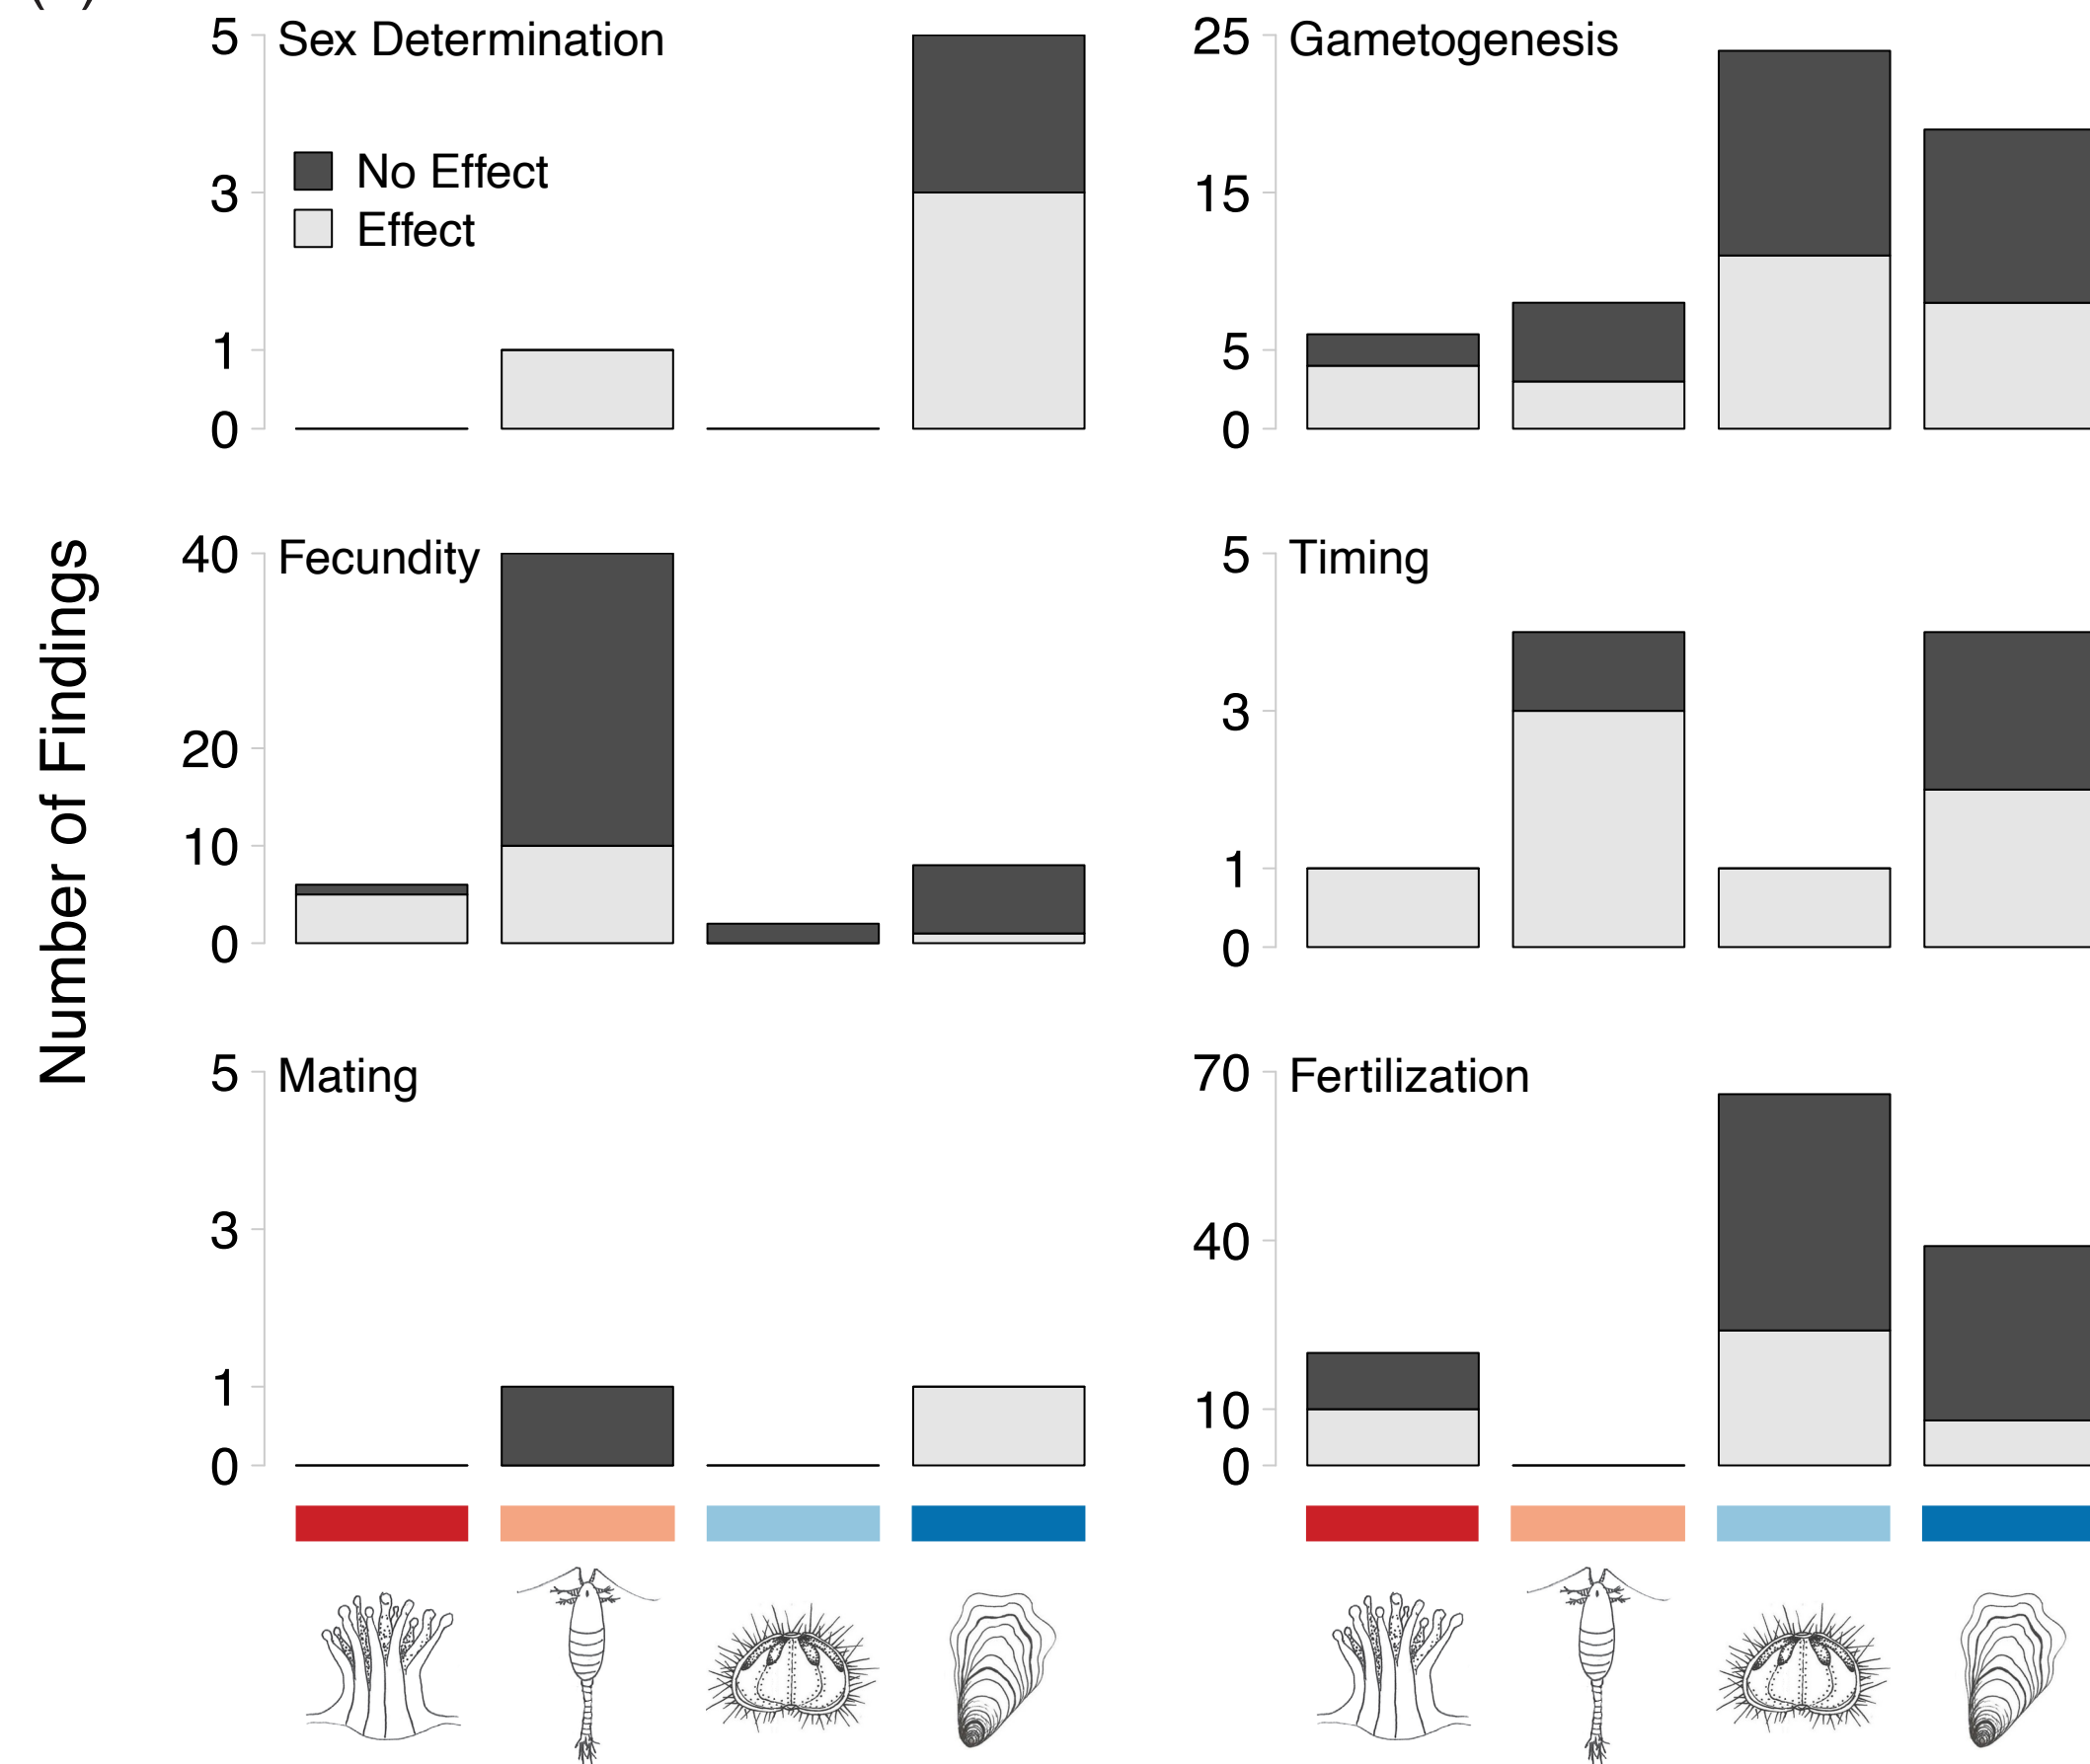 Number of Findings
5
3
1
0
Sex Determination
No Effect
Effect
25
15
5
0
Gametogenesis
40
20
10
0
Fecundity
5
3
1
0
Timing
5
3
1
0
Mating
70
40
10
0
Fertilization